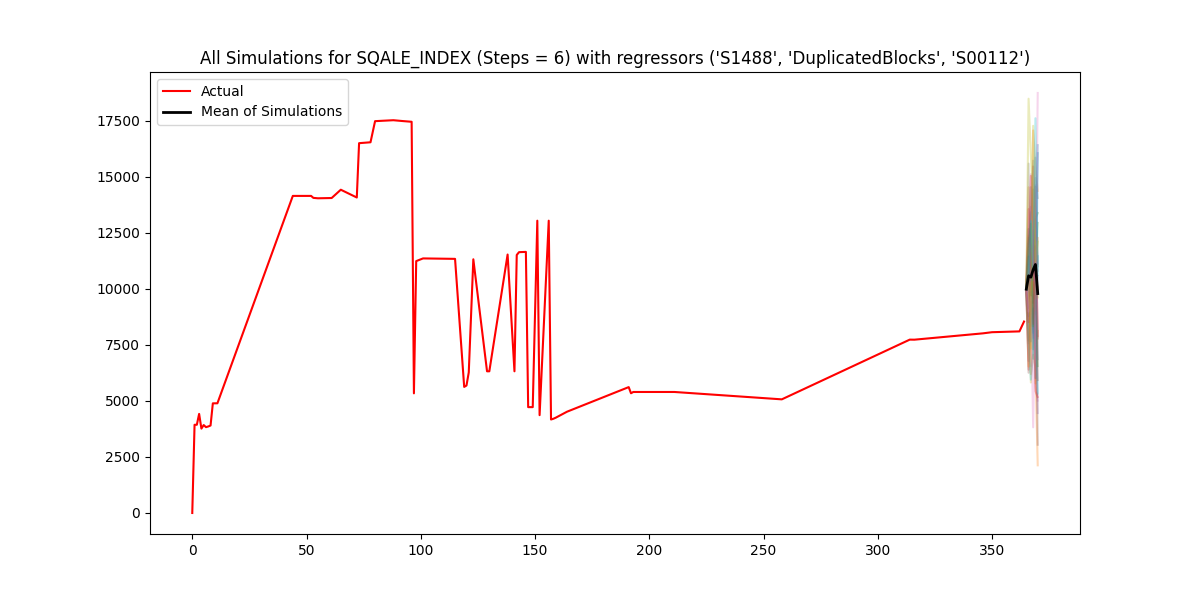 All Simulations for SQALE_INDEX (Steps = 6) with regressors ('S1488', 'DuplicatedBlocks', 'S00112')
Actual
Mean of Simulations
17500
15000
12500
10000
7500
5000
2500
0
0 50 100 150 200 250 300 350